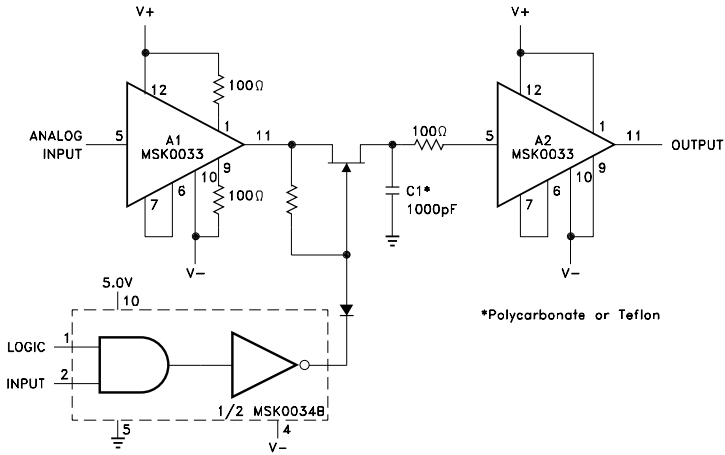 V+
V+
12
100Ω
12
ANALOG
INPUT
5
A1
MSK0033
1
11
100Ω
5
A2
MSK0033
1
11
OUTPUT
10
9
6
7
100Ω
C1*
1000pF
10
9
6
7
V-
V-
5.0V
10
*Polycarbonate or Teflon
LOGIC
1
INPUT
2
1/2 MSK0034B
5
4
V-